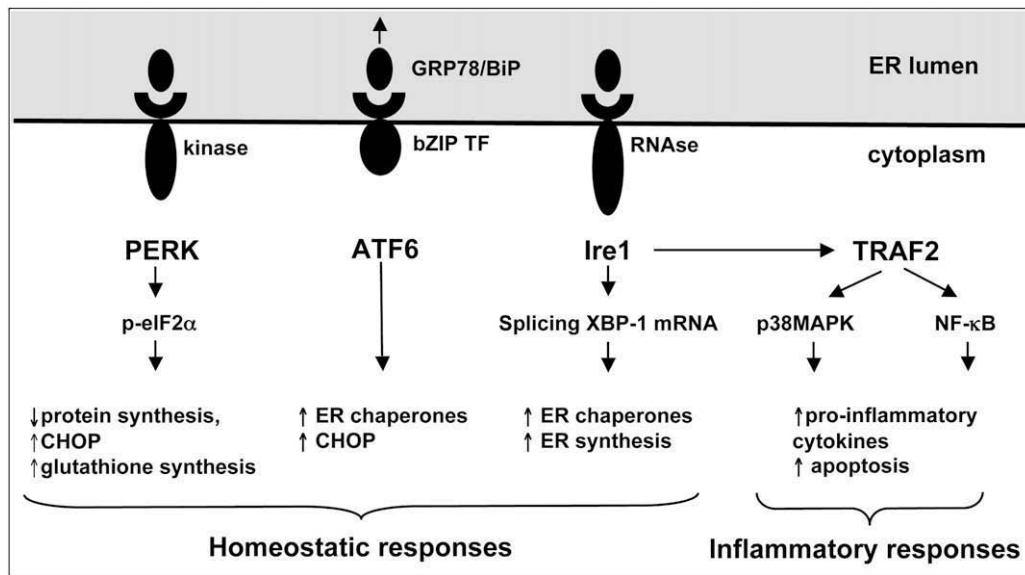 GRP78/BiP
ER lumen
kinase
bZIP TF
RNAse
cytoplasm
PERK
ATF6
Ire1
TRAF2
p-eIF2α
Splicing XBP-1 mRNA
p38MAPK
NF-κB
↓protein synthesis,
↑CHOP
↑glutathione synthesis
↑ ER chaperones
↑ CHOP
↑ ER chaperones
↑ ER synthesis
↑pro-inflammatory
cytokines
↑ apoptosis
Homeostatic responses
Inflammatory responses